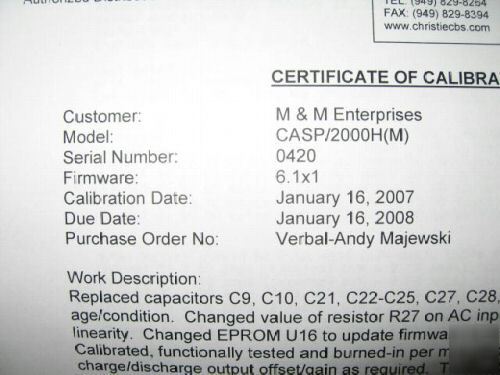 Authorized Distribut
TEL: (949) 829-8264
FAX: (949) 829-8394
www.christiecbs.com
CERTIFICATE OF CALIBRA
Customer: M & M Enterprises
Model: CASP/2000H(M)
Serial Number: 0420
Firmware: 6.1x1
Calibration Date: January 16, 2007
Due Date: January 16, 2008
Purchase Order No: Verbal-Andy Majewski
Work Description:
Replaced capacitors C9, C10, C21, C22-C25, C27, C28,
age/condition. Changed value of resistor R27 on AC inp
linearity. Changed EPROM U16 to update firmwa
Calibrated, functionally tested and burned-in per m
charge/discharge output offset/gain as required. T